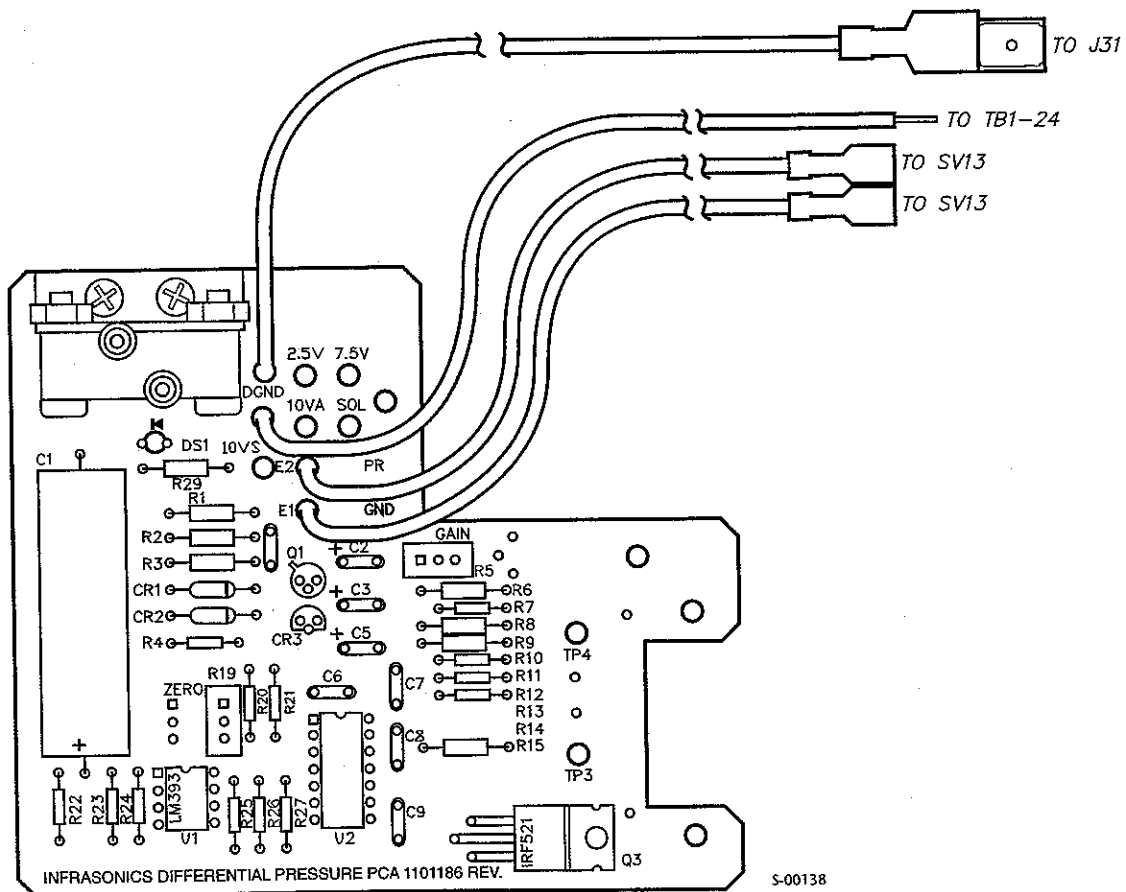 TO J31
TO TB1-24
TO SV13
TO SV13
2.5V 7.5V
DGND
10VA SOL
DS1 10VS
C1
E2 PR
R29
R1
E1 GND
R2
GAIN
C2
R3
Q1
R5
R6
CR1
C3
R7
CR2
R8
CR3
C5
R9
R4
R10
TP4
R11
R19
C6
C7
R12
ZERO
R20
R21
R13
R14
C8
R15
TP3
R22
R23
R24
LM393
R25
R26
R27
C9
U1
U2
IRF521
Q3
INFRASONICS DIFFERENTIAL PRESSURE PCA 1101186 REV.
S-00138
+
+
+
+